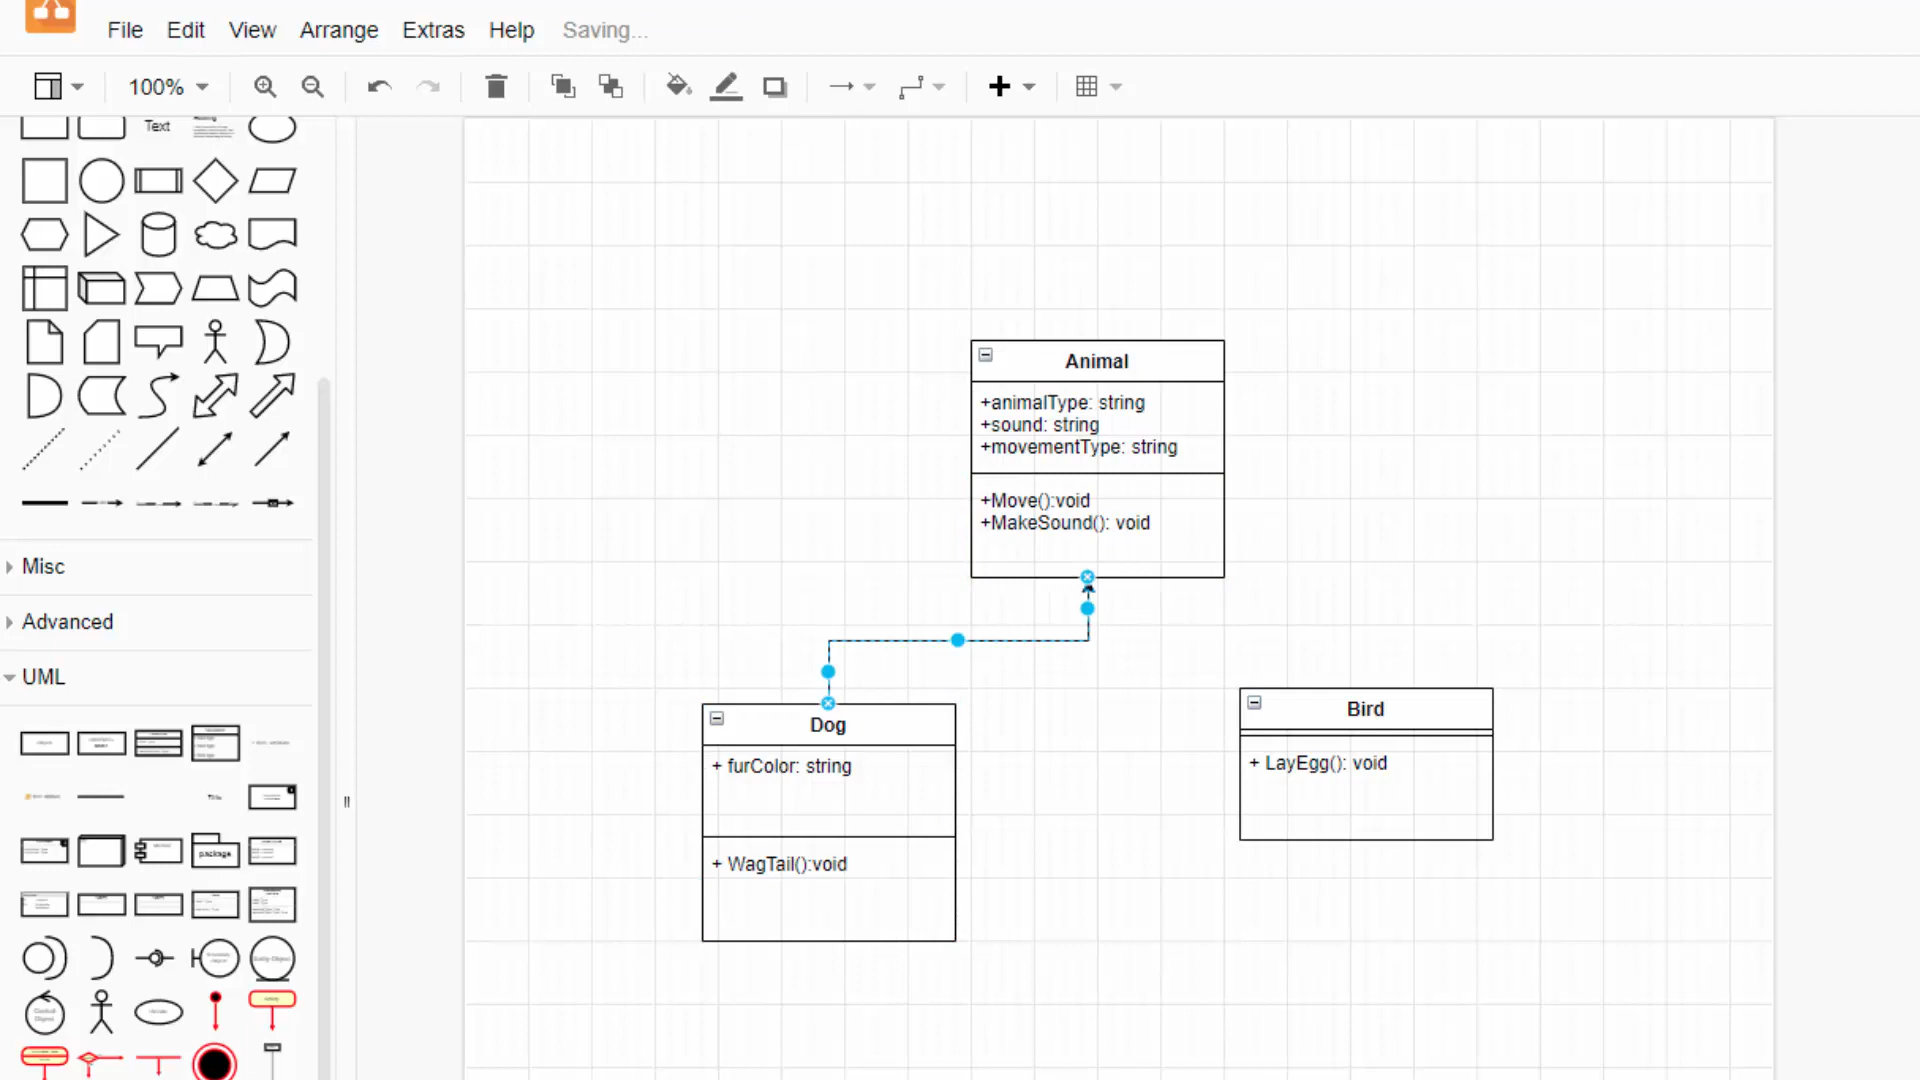 File Edit View Arrange Extras Help Saving...
100%
Text
Misc
Advanced
UML
Title
package
Animal
+animalType: string
+sound: string
+movementType: string
+Move():void
+MakeSound(): void
Dog
+ furColor: string
+ WagTail():void
Bird
+ LayEgg(): void